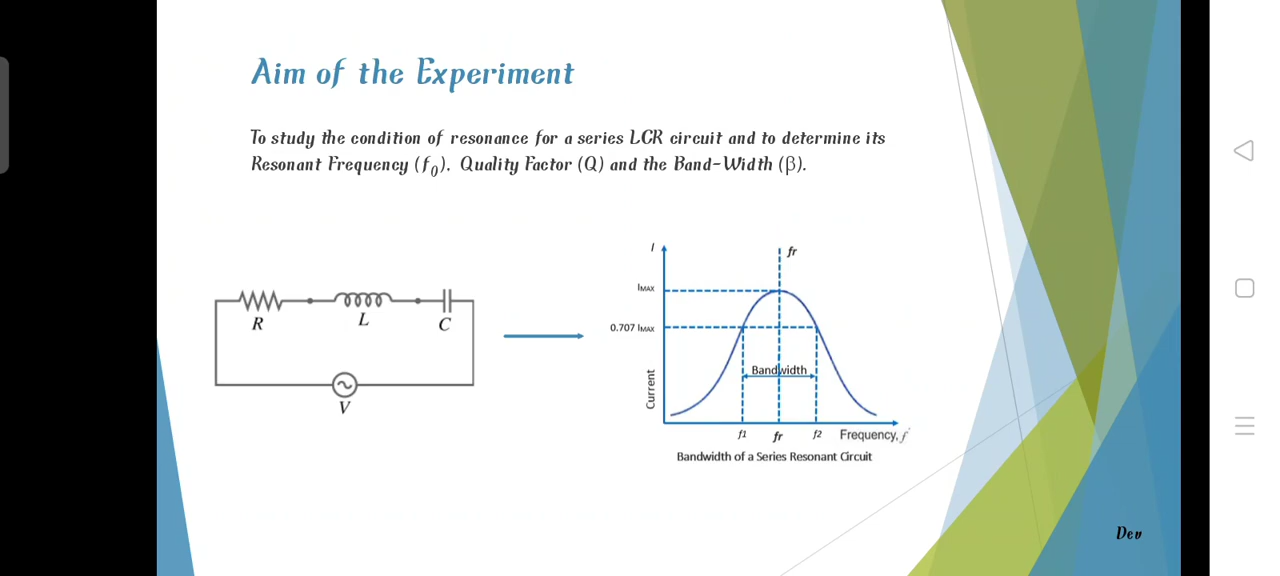 Aim of the Experiment
To study the condition of resonance for a series LCR circuit and to determine its
Resonant Frequency (f₀), Quality Factor (Q) and the Band-Width (β).
R
L
C
V
I
fr
IMAX
0.707 IMAX
Current
Bandwidth
f1
fr
f2
Frequency, f
Bandwidth of a Series Resonant Circuit
Dev